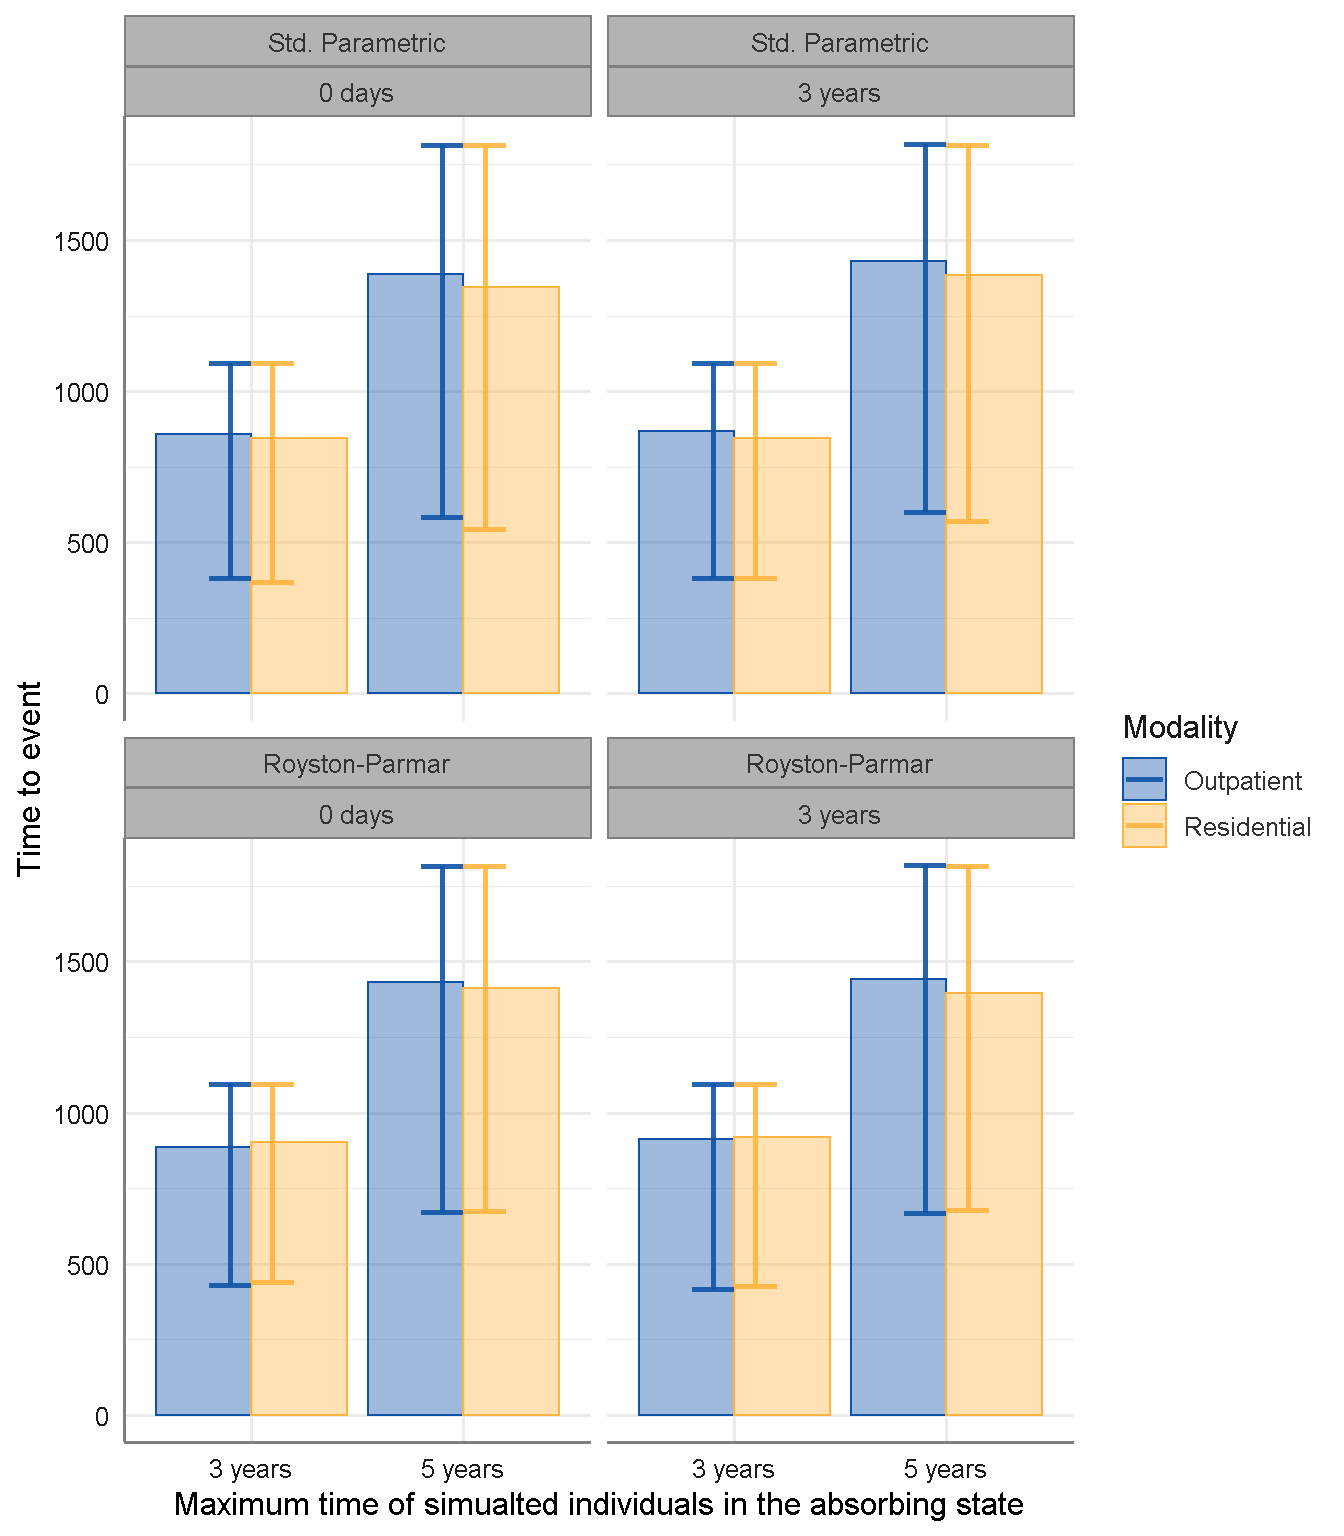 Std. Parametric
Std. Parametric
0 days
3 years
1500
1000
500
0
Time to event
Royston-Parmar
Royston-Parmar
0 days
3 years
1500
1000
500
0
3 years
5 years
3 years
5 years
Maximum time of simualted individuals in the absorbing state
Modality
Outpatient
Residential